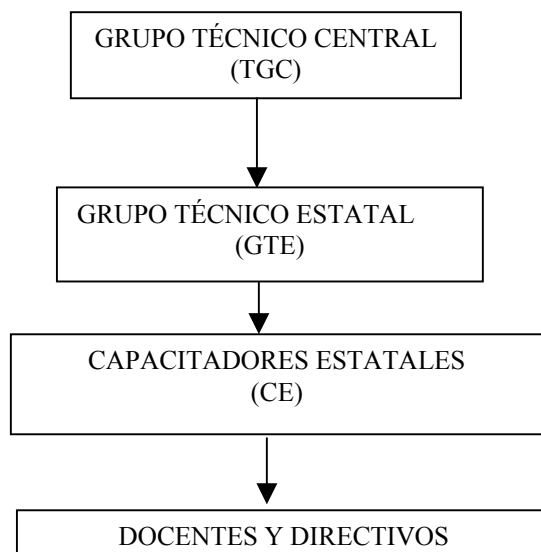 GRUPO TÉCNICO CENTRAL
(TGC)
GRUPO TÉCNICO ESTATAL
(GTE)
CAPACITADORES ESTATALES
(CE)
DOCENTES Y DIRECTIVOS